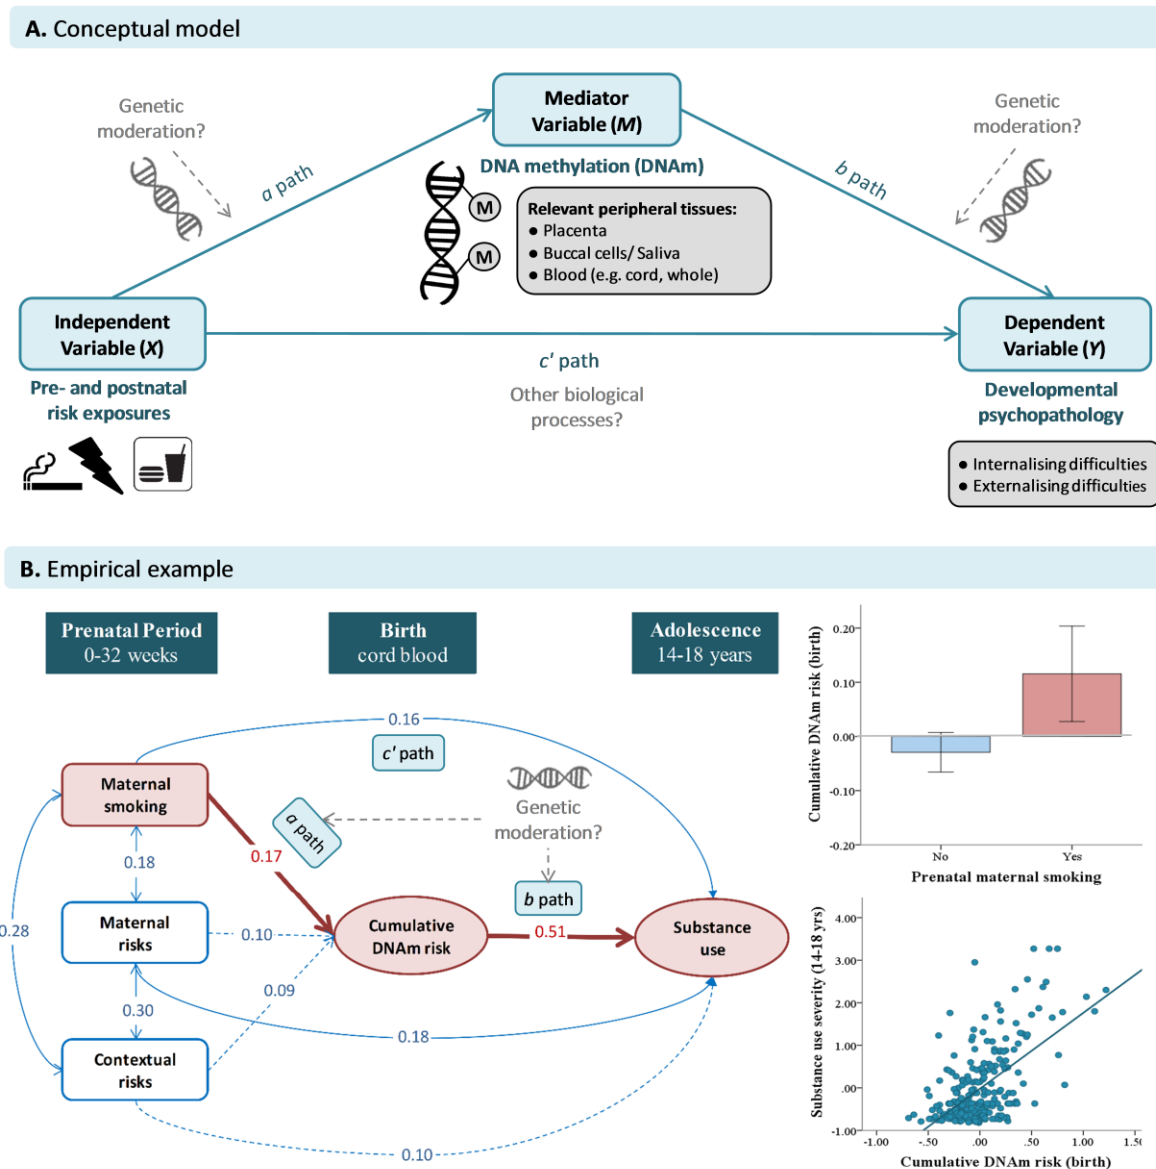 A. Conceptual model
Genetic
moderation?
a path
Mediator
Variable (M)
DNA methylation (DNAm)
M
M
Relevant peripheral tissues:
● Placenta
● Buccal cells/ Saliva
● Blood (e.g. cord, whole)
b path
Genetic
moderation?
Independent
Variable (X)
Pre- and postnatal
risk exposures
c' path
Other biological
processes?
Dependent
Variable (Y)
Developmental
psychopathology
● Internalising difficulties
● Externalising difficulties
B. Empirical example
Prenatal Period
0-32 weeks
Birth
cord blood
Adolescence
14-18 years
0.16
c' path
Maternal
smoking
a path
0.17
Genetic
moderation?
b path
0.18
0.28
Maternal
risks
0.10
Cumulative
DNAm risk
0.51
Substance
use
0.09
0.30
0.18
Contextual
risks
0.10
Cumulative DNAm risk (birth)
0.20
0.10
0.00
-0.10
-0.20
No
Yes
Prenatal maternal smoking
Substance use severity (14-18 yrs)
4.00
3.00
2.00
1.00
.00
-1.00
-1.00
-.50
.00
.50
1.00
1.50
Cumulative DNAm risk (birth)